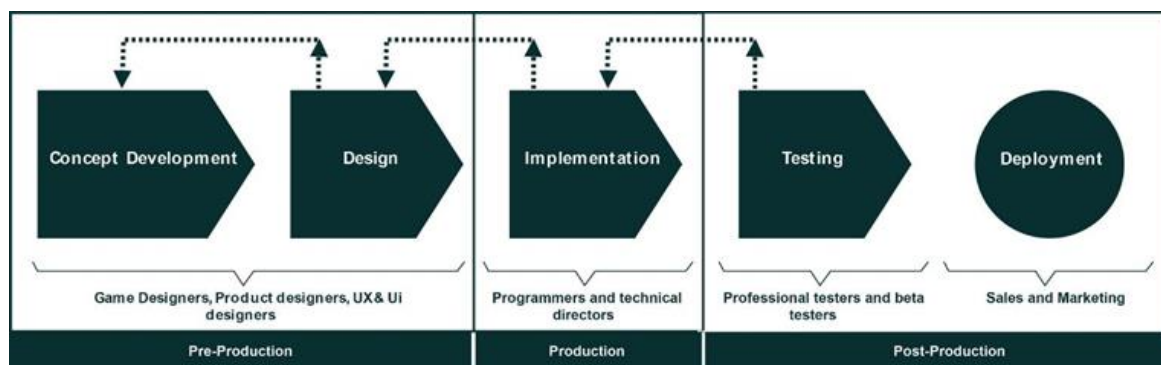 Concept Development
Design
Implementation
Testing
Deployment
Game Designers, Product designers, UX& Ui
designers
Programmers and technical
directors
Professional testers and beta
testers
Sales and Marketing
Pre-Production
Production
Post-Production